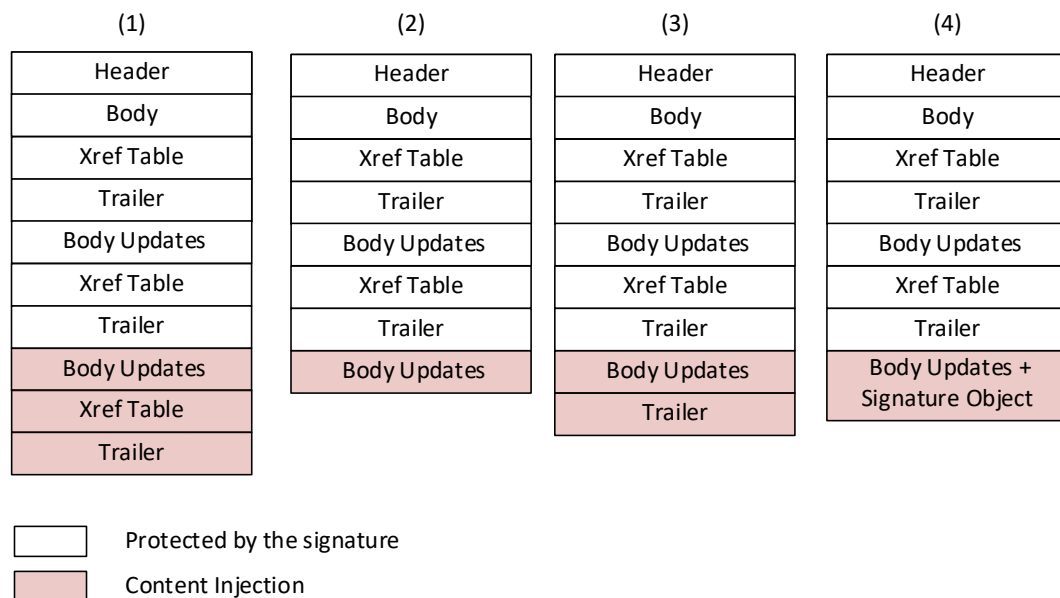 (1)
Header
Body
Xref Table
Trailer
Body Updates
Xref Table
Trailer
Body Updates
Xref Table
Trailer
(2)
Header
Body
Xref Table
Trailer
Body Updates
Xref Table
Trailer
Body Updates
(3)
Header
Body
Xref Table
Trailer
Body Updates
Xref Table
Trailer
Body Updates
Trailer
(4)
Header
Body
Xref Table
Trailer
Body Updates
Xref Table
Trailer
Body Updates +
Signature Object
Protected by the signature
Content Injection